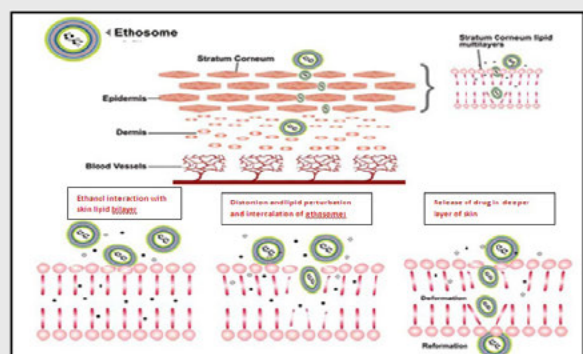 Ethosome
Stratum Corneum
Stratum Corneum lipid
multilayers
Epidermis
Dermis
Blood Vessels
Ethanol interaction with
skin lipid bilayer
Distortion and lipid perturbation
and intercalation of ethosomes
Release of drug in deeper
layer of skin
Deformation
Reformation